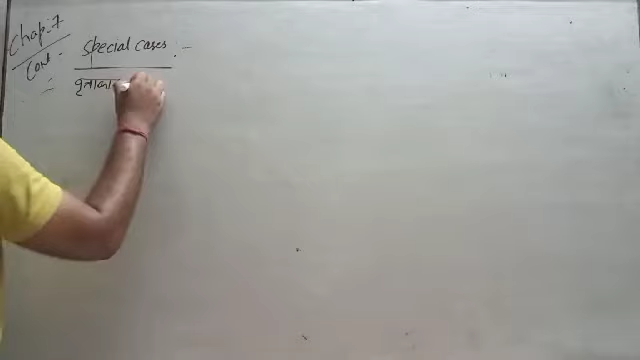 Chap. 7
Cont -
Special Cases : -
वृत्ताका